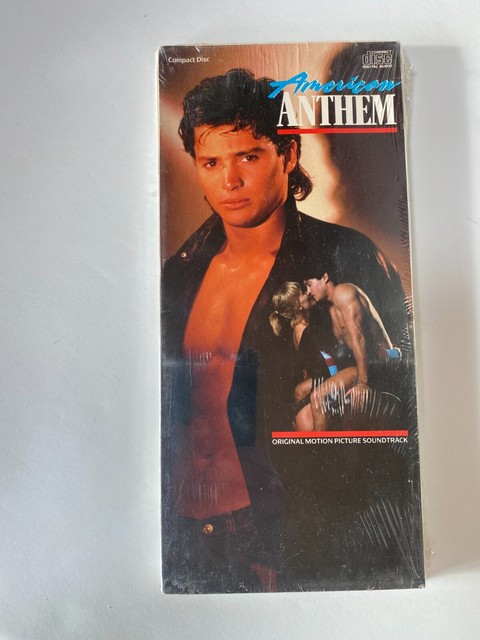 Compact Disc
COMPACT
disc
DIGITAL AUDIO
American
ANTHEM
ORIGINAL MOTION PICTURE SOUNDTRACK